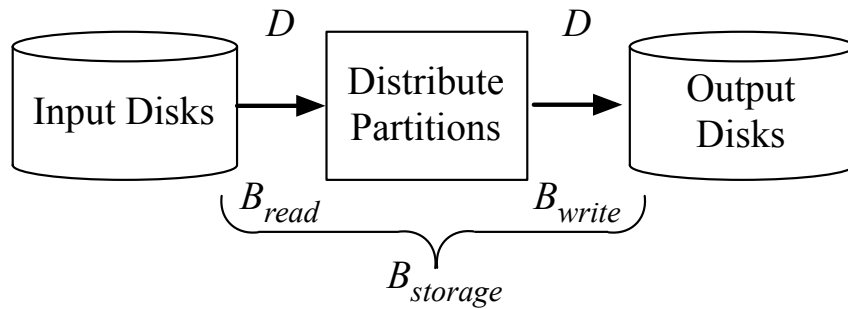 D
D
Input Disks
Distribute
Partitions
Output
Disks
B_read
B_write
B_storage